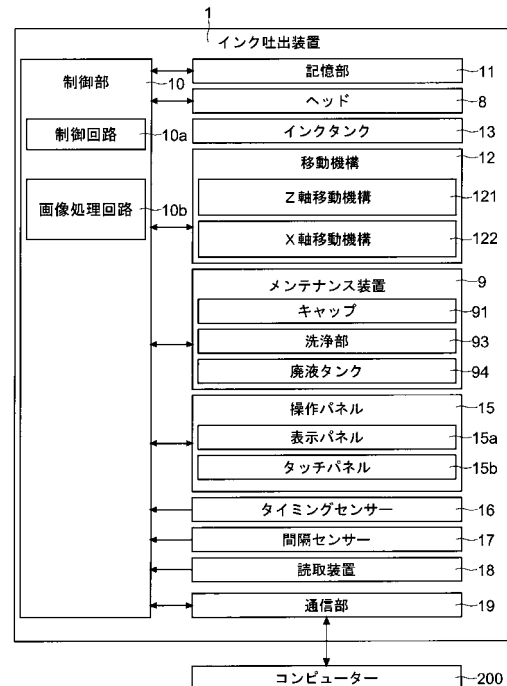 1
インク吐出装置
制御部
10
制御回路
10a
画像処理回路
10b
記憶部
11
ヘッド
8
インクタンク
13
移動機構
12
Z軸移動機構
121
X軸移動機構
122
メンテナンス装置
9
キャップ
91
洗浄部
93
廃液タンク
94
操作パネル
15
表示パネル
15a
タッチパネル
15b
タイミングセンサー
16
間隔センサー
17
読取装置
18
通信部
19
コンピューター
200